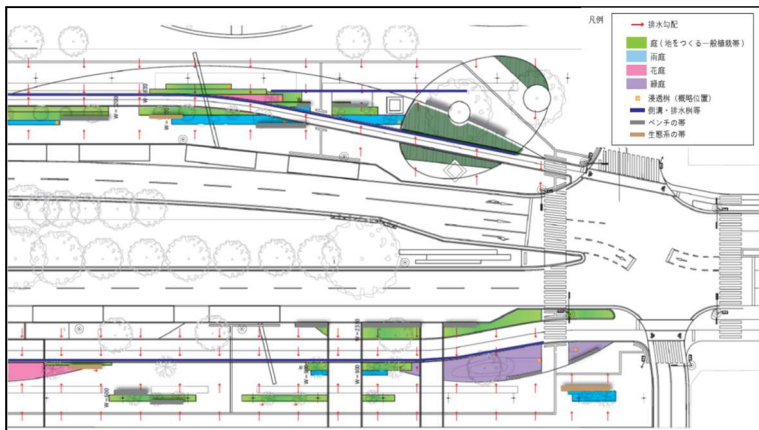 凡例
排水勾配
庭(地をつくる一般植栽帯)
雨庭
花庭
緑庭
浸透桝(概略位置)
側溝・排水桝等
ベンチの帯
生態系の帯